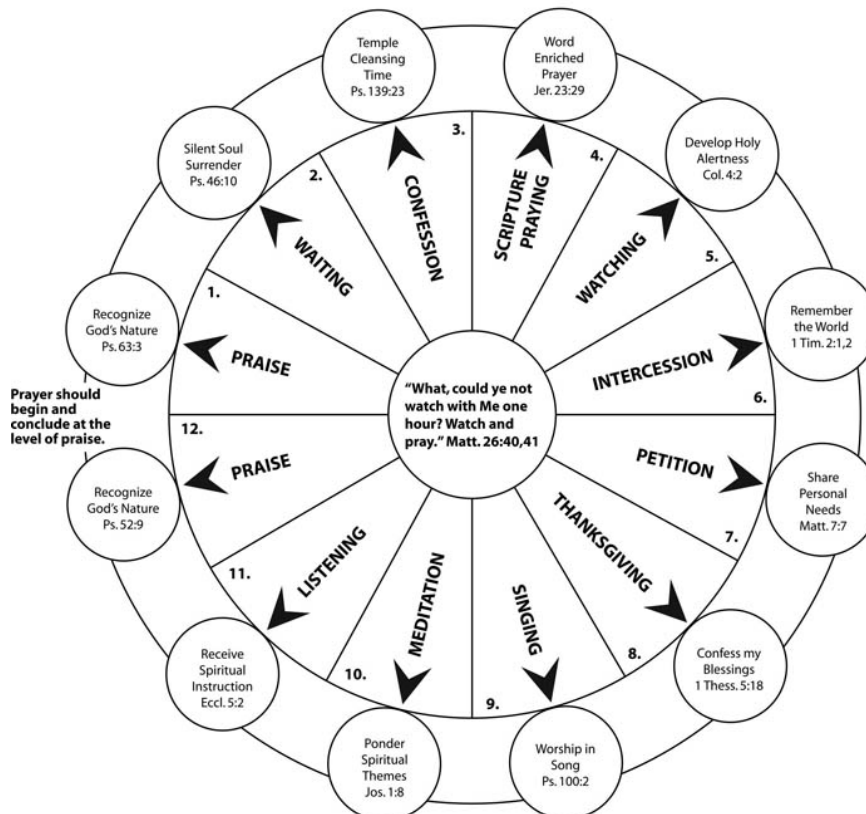 "What, could ye not
watch with Me one
hour? Watch and
pray." Matt. 26:40,41
Prayer should
begin and
conclude at the
level of praise.
1.
PRAISE
Recognize
God's Nature
Ps. 63:3
2.
WAITING
Silent Soul
Surrender
Ps. 46:10
3.
CONFESSION
Temple
Cleansing
Time
Ps. 139:23
4.
SCRIPTURE
PRAYING
Word
Enriched
Prayer
Jer. 23:29
5.
WATCHING
Develop Holy
Alertness
Col. 4:2
6.
INTERCESSION
Remember
the World
1 Tim. 2:1,2
7.
PETITION
Share
Personal
Needs
Matt. 7:7
8.
THANKSGIVING
Confess my
Blessings
1 Thess. 5:18
9.
SINGING
Worship in
Song
Ps. 100:2
10.
MEDITATION
Ponder
Spiritual
Themes
Jos. 1:8
11.
LISTENING
Receive
Spiritual
Instruction
Eccl. 5:2
12.
PRAISE
Recognize
God's Nature
Ps. 52:9